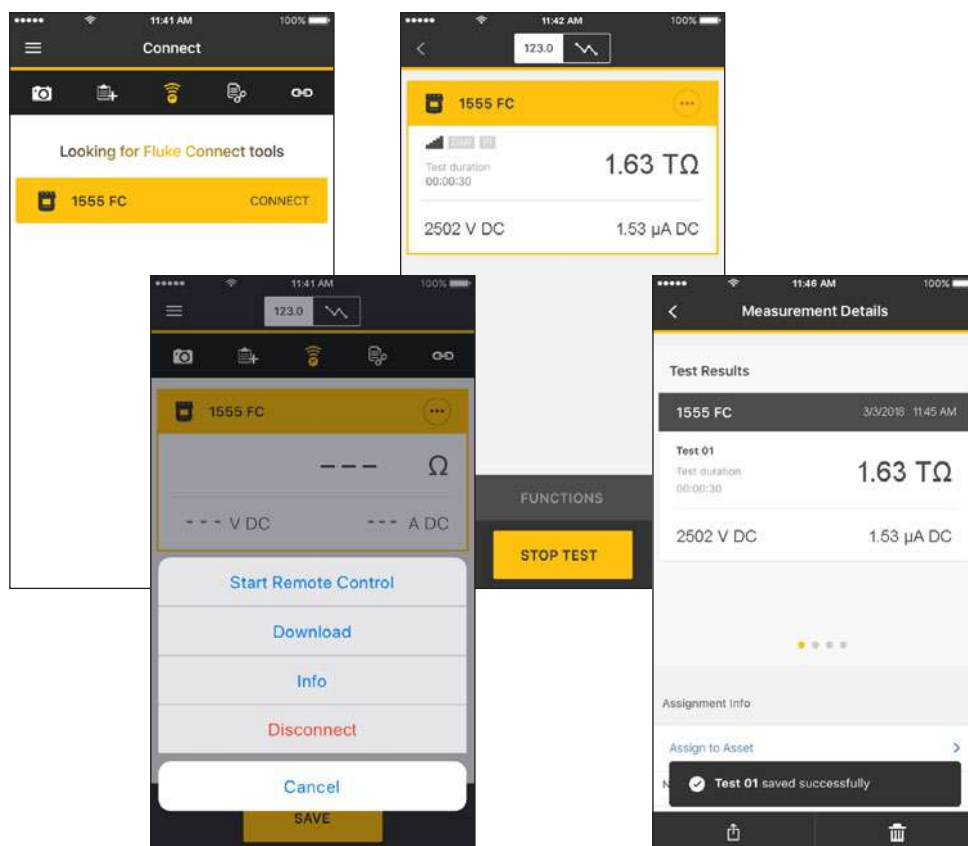 11:41 AM 100%
Connect
Looking for Fluke Connect tools
1555 FC CONNECT
11:42 AM 100%
123.0
1555 FC
Test duration
00:00:30
1.63 TΩ
2502 V DC 1.53 µA DC
FUNCTIONS
STOP TEST
11:41 AM 100%
123.0
1555 FC
--- Ω
--- V DC --- A DC
Start Remote Control
Download
Info
Disconnect
Cancel
SAVE
11:46 AM 100%
Measurement Details
Test Results
1555 FC 3/3/2018 11:45 AM
Test 01
Test duration
00:00:30
1.63 TΩ
2502 V DC 1.53 µA DC
Assignment Info
Assign to Asset
Test 01 saved successfully